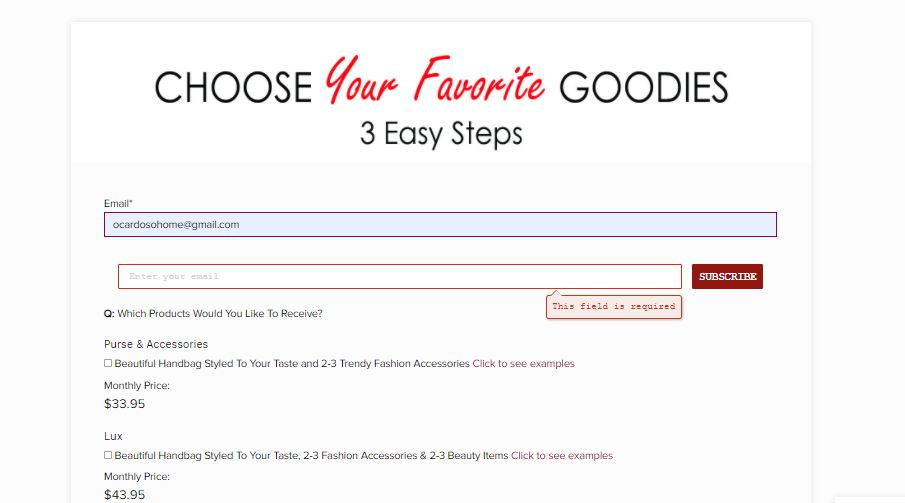 CHOOSE Your Favorite GOODIES
3 Easy Steps
Email*
ocardosohome@gmail.com
Enter your email
SUBSCRIBE
This field is required
Q: Which Products Would You Like To Receive?
Purse & Accessories
Beautiful Handbag Styled To Your Taste and 2-3 Trendy Fashion Accessories Click to see examples
Monthly Price:
$33.95
Lux
Beautiful Handbag Styled To Your Taste, 2-3 Fashion Accessories & 2-3 Beauty Items Click to see examples
Monthly Price:
$43.95